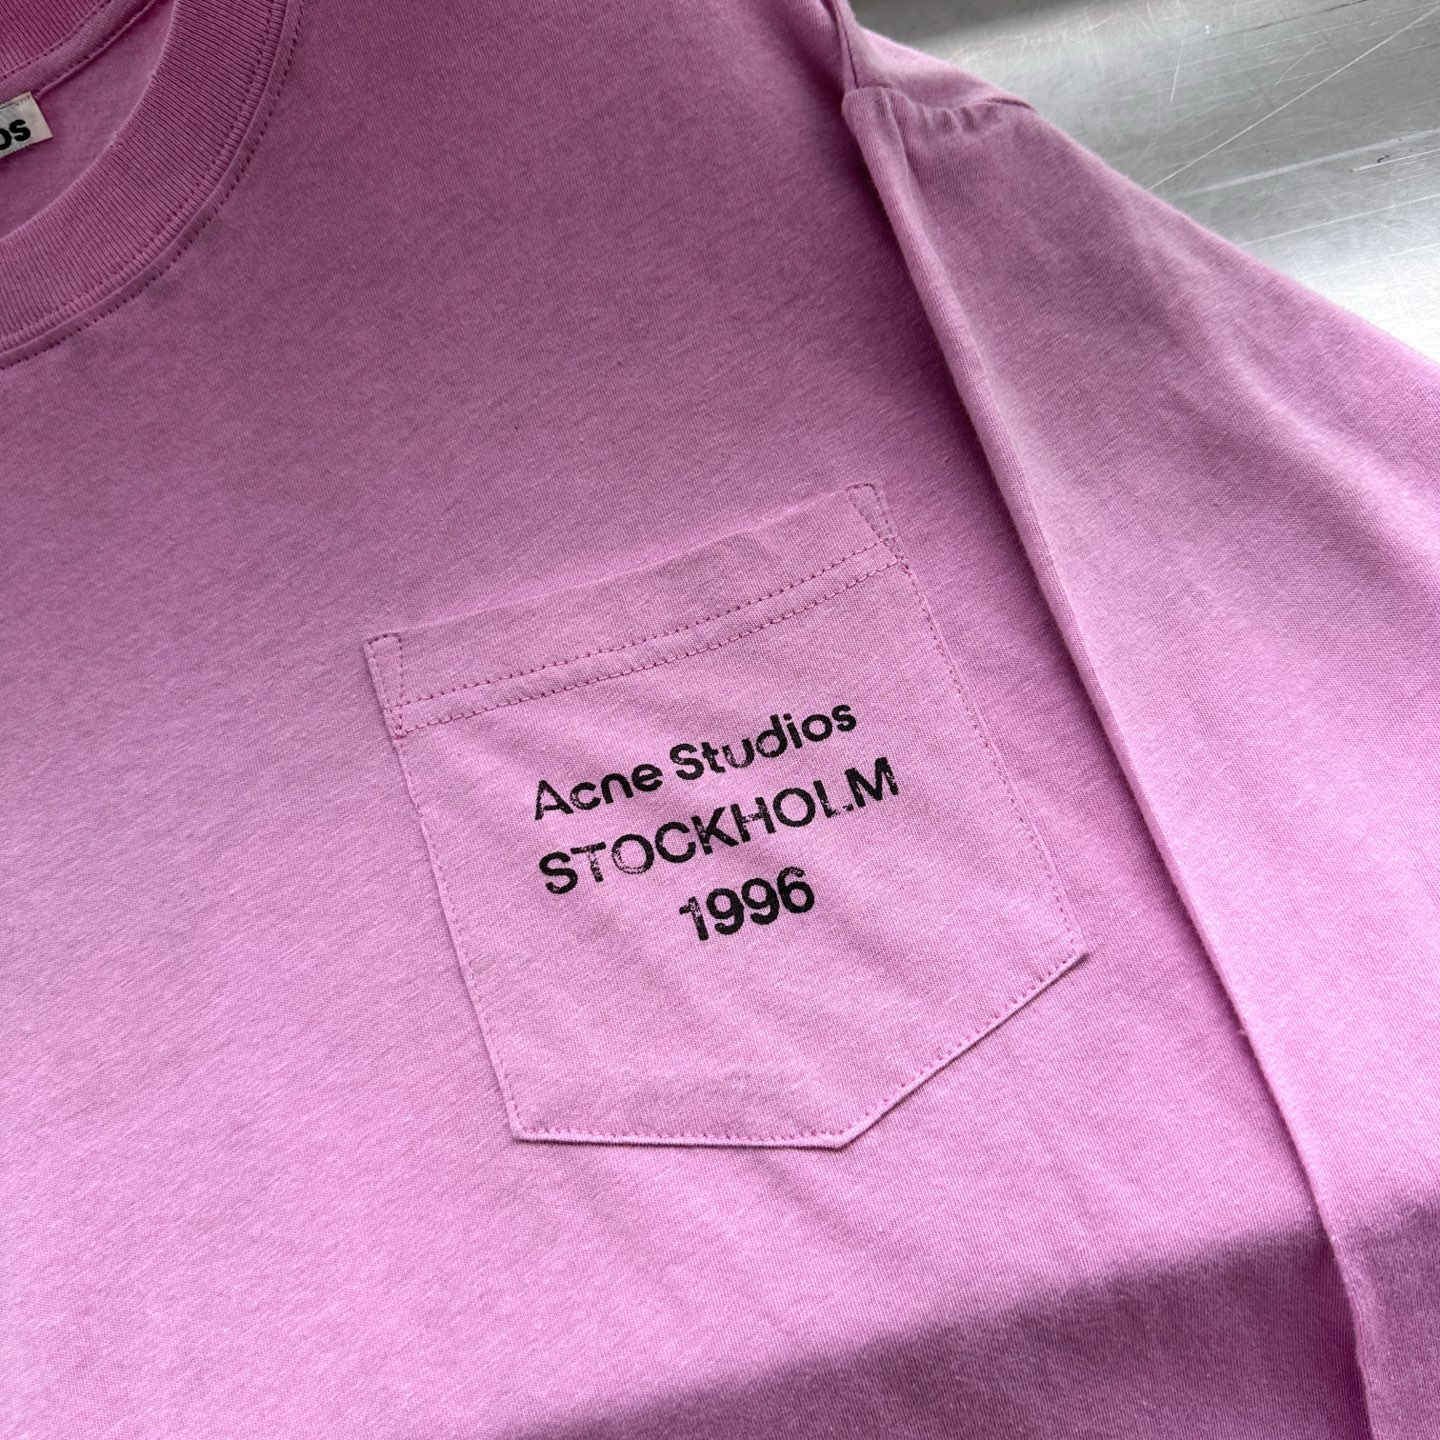 Acne Studios
STOCKHOLM
1996